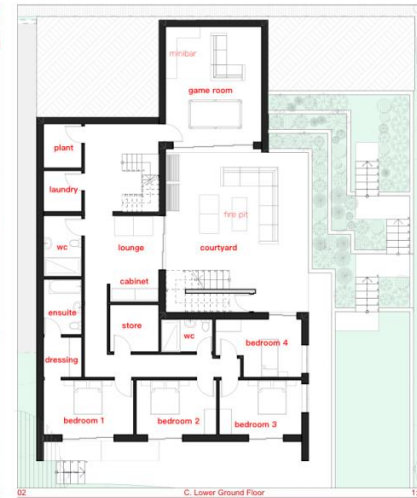 minibar
game room
plant
laundry
fire pit
wc
lounge
courtyard
cabinet
ensuite
store
wc
bedroom 4
dressing
bedroom 1
bedroom 2
bedroom 3
02
C. Lower Ground Floor